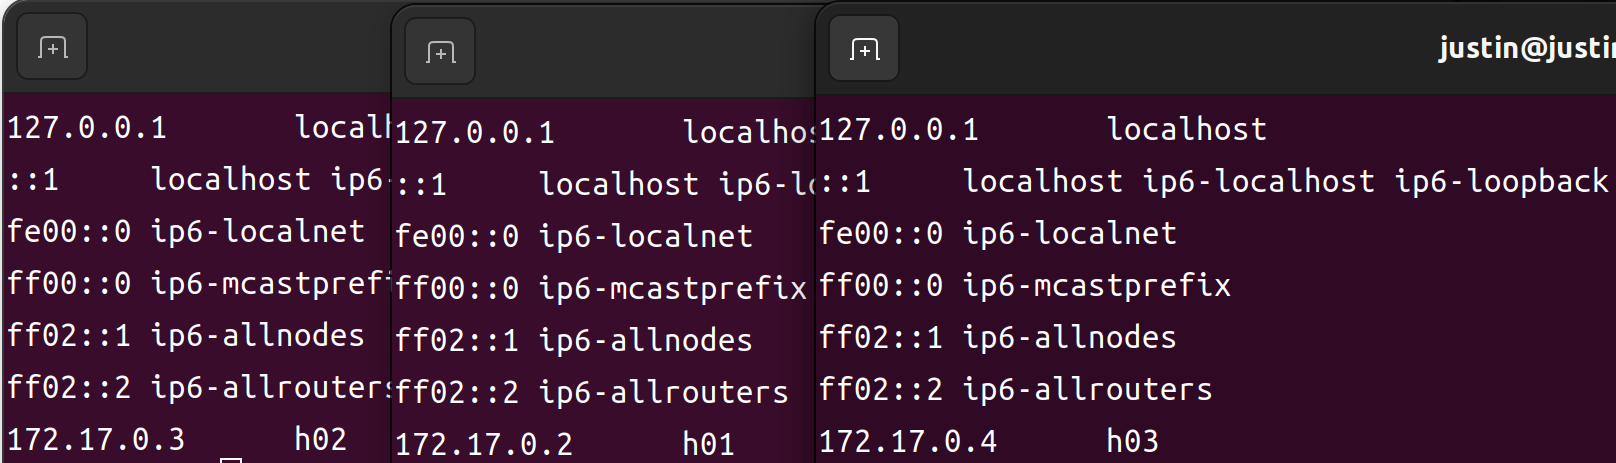 127.0.0.1 local
::1 localhost ip6-
fe00::0 ip6-localnet
ff00::0 ip6-mcastpref
ff02::1 ip6-allnodes
ff02::2 ip6-allrouters
172.17.0.3 h02
127.0.0.1 localhos
::1 localhost ip6-lo
fe00::0 ip6-localnet
ff00::0 ip6-mcastprefix
ff02::1 ip6-allnodes
ff02::2 ip6-allrouters
172.17.0.2 h01
justin@justi
127.0.0.1 localhost
::1 localhost ip6-localhost ip6-loopback
fe00::0 ip6-localnet
ff00::0 ip6-mcastprefix
ff02::1 ip6-allnodes
ff02::2 ip6-allrouters
172.17.0.4 h03